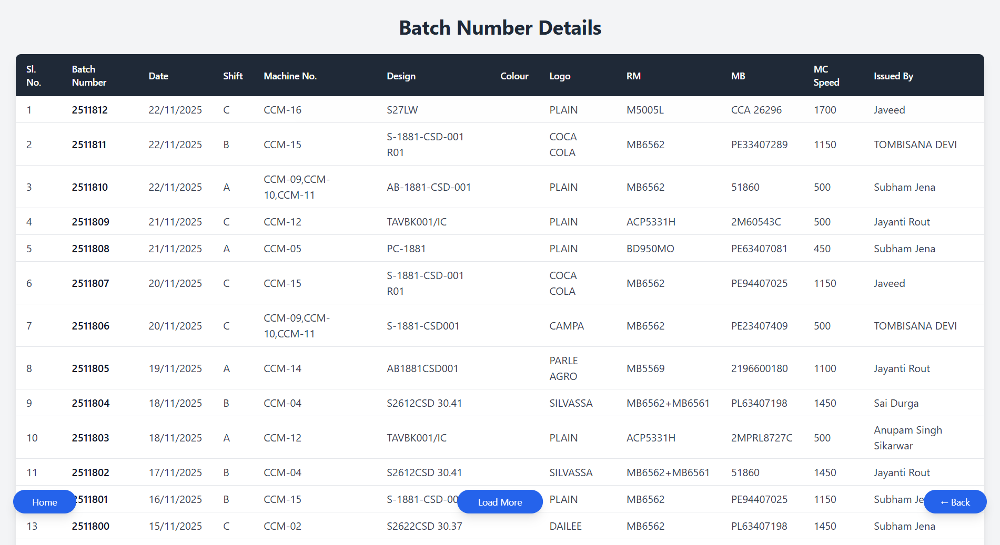 Batch Number Details
Sl. No. Batch Number Date Shift Machine No. Design Colour Logo RM MB MC Speed Issued By
1 2511812 22/11/2025 C CCM-16 S27LW PLAIN M5005L CCA 26296 1700 Javeed
2 2511811 22/11/2025 B CCM-15 S-1881-CSD-001 R01 COCA COLA MB6562 PE33407289 1150 TOMBISANA DEVI
3 2511810 22/11/2025 A CCM-09,CCM-10,CCM-11 AB-1881-CSD-001 PLAIN MB6562 51860 500 Subham Jena
4 2511809 21/11/2025 C CCM-12 TAVBK001/IC PLAIN ACP5331H 2M60543C 500 Jayanti Rout
5 2511808 21/11/2025 A CCM-05 PC-1881 PLAIN BD950MO PE63407081 450 Subham Jena
6 2511807 20/11/2025 C CCM-15 S-1881-CSD-001 R01 COCA COLA MB6562 PE94407025 1150 Javeed
7 2511806 20/11/2025 C CCM-09,CCM-10,CCM-11 S-1881-CSD001 CAMPA MB6562 PE23407409 500 TOMBISANA DEVI
8 2511805 19/11/2025 A CCM-14 AB1881CSD001 PARLE AGRO MB5569 2196600180 1100 Jayanti Rout
9 2511804 18/11/2025 B CCM-04 S2612CSD 30.41 SILVASSA MB6562+MB6561 PL63407198 1450 Sai Durga
10 2511803 18/11/2025 A CCM-12 TAVBK001/IC PLAIN ACP5331H 2MPRL8727C 500 Anupam Singh Sikarwar
11 2511802 17/11/2025 B CCM-04 S2612CSD 30.41 SILVASSA MB6562+MB6561 51860 1450 Jayanti Rout
16/11/2025 B CCM-15 PLAIN MB6562 PE94407025 1150 Subham
Home Load More ← Back
13 2511800 15/11/2025 C CCM-02 S2622CSD 30.37 DAILEE MB6562 PL63407198 1450 Subham Jena